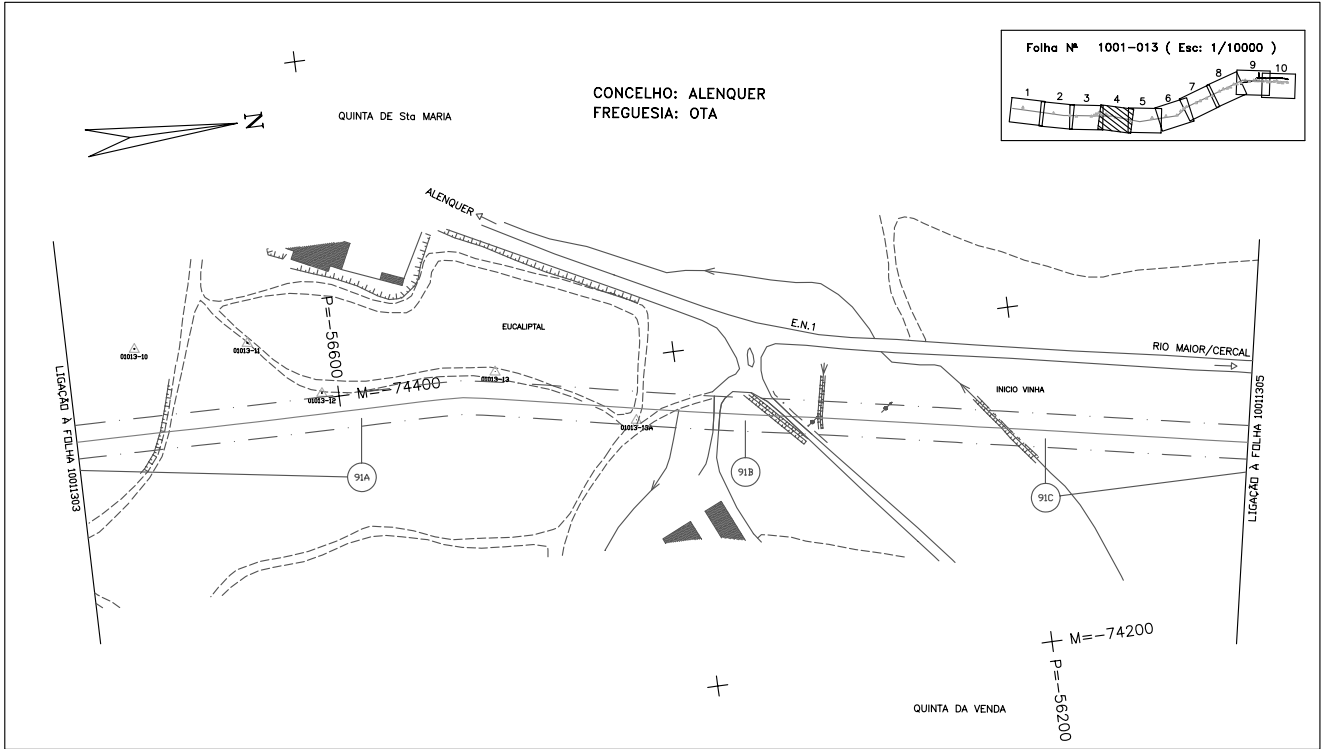 Folha Nº 1001-013 ( Esc: 1/10000 )
1 2 3 4 5 6 7 8 9 10
CONCELHO: ALENQUER
FREGUESIA: OTA
QUINTA DE Sta MARIA
N
ALENQUER
E.N.1
RIO MAIOR/CERCAL
EUCALIPTAL
INICIO VINHA
01013-10
01013-11
01013-12
01013-13
01013-13A
P=-56600
M=-74400
LIGAÇÃO À FOLHA 10011303
LIGAÇÃO À FOLHA 10011305
91A
91B
91C
M=-74200
P=-56200
QUINTA DA VENDA